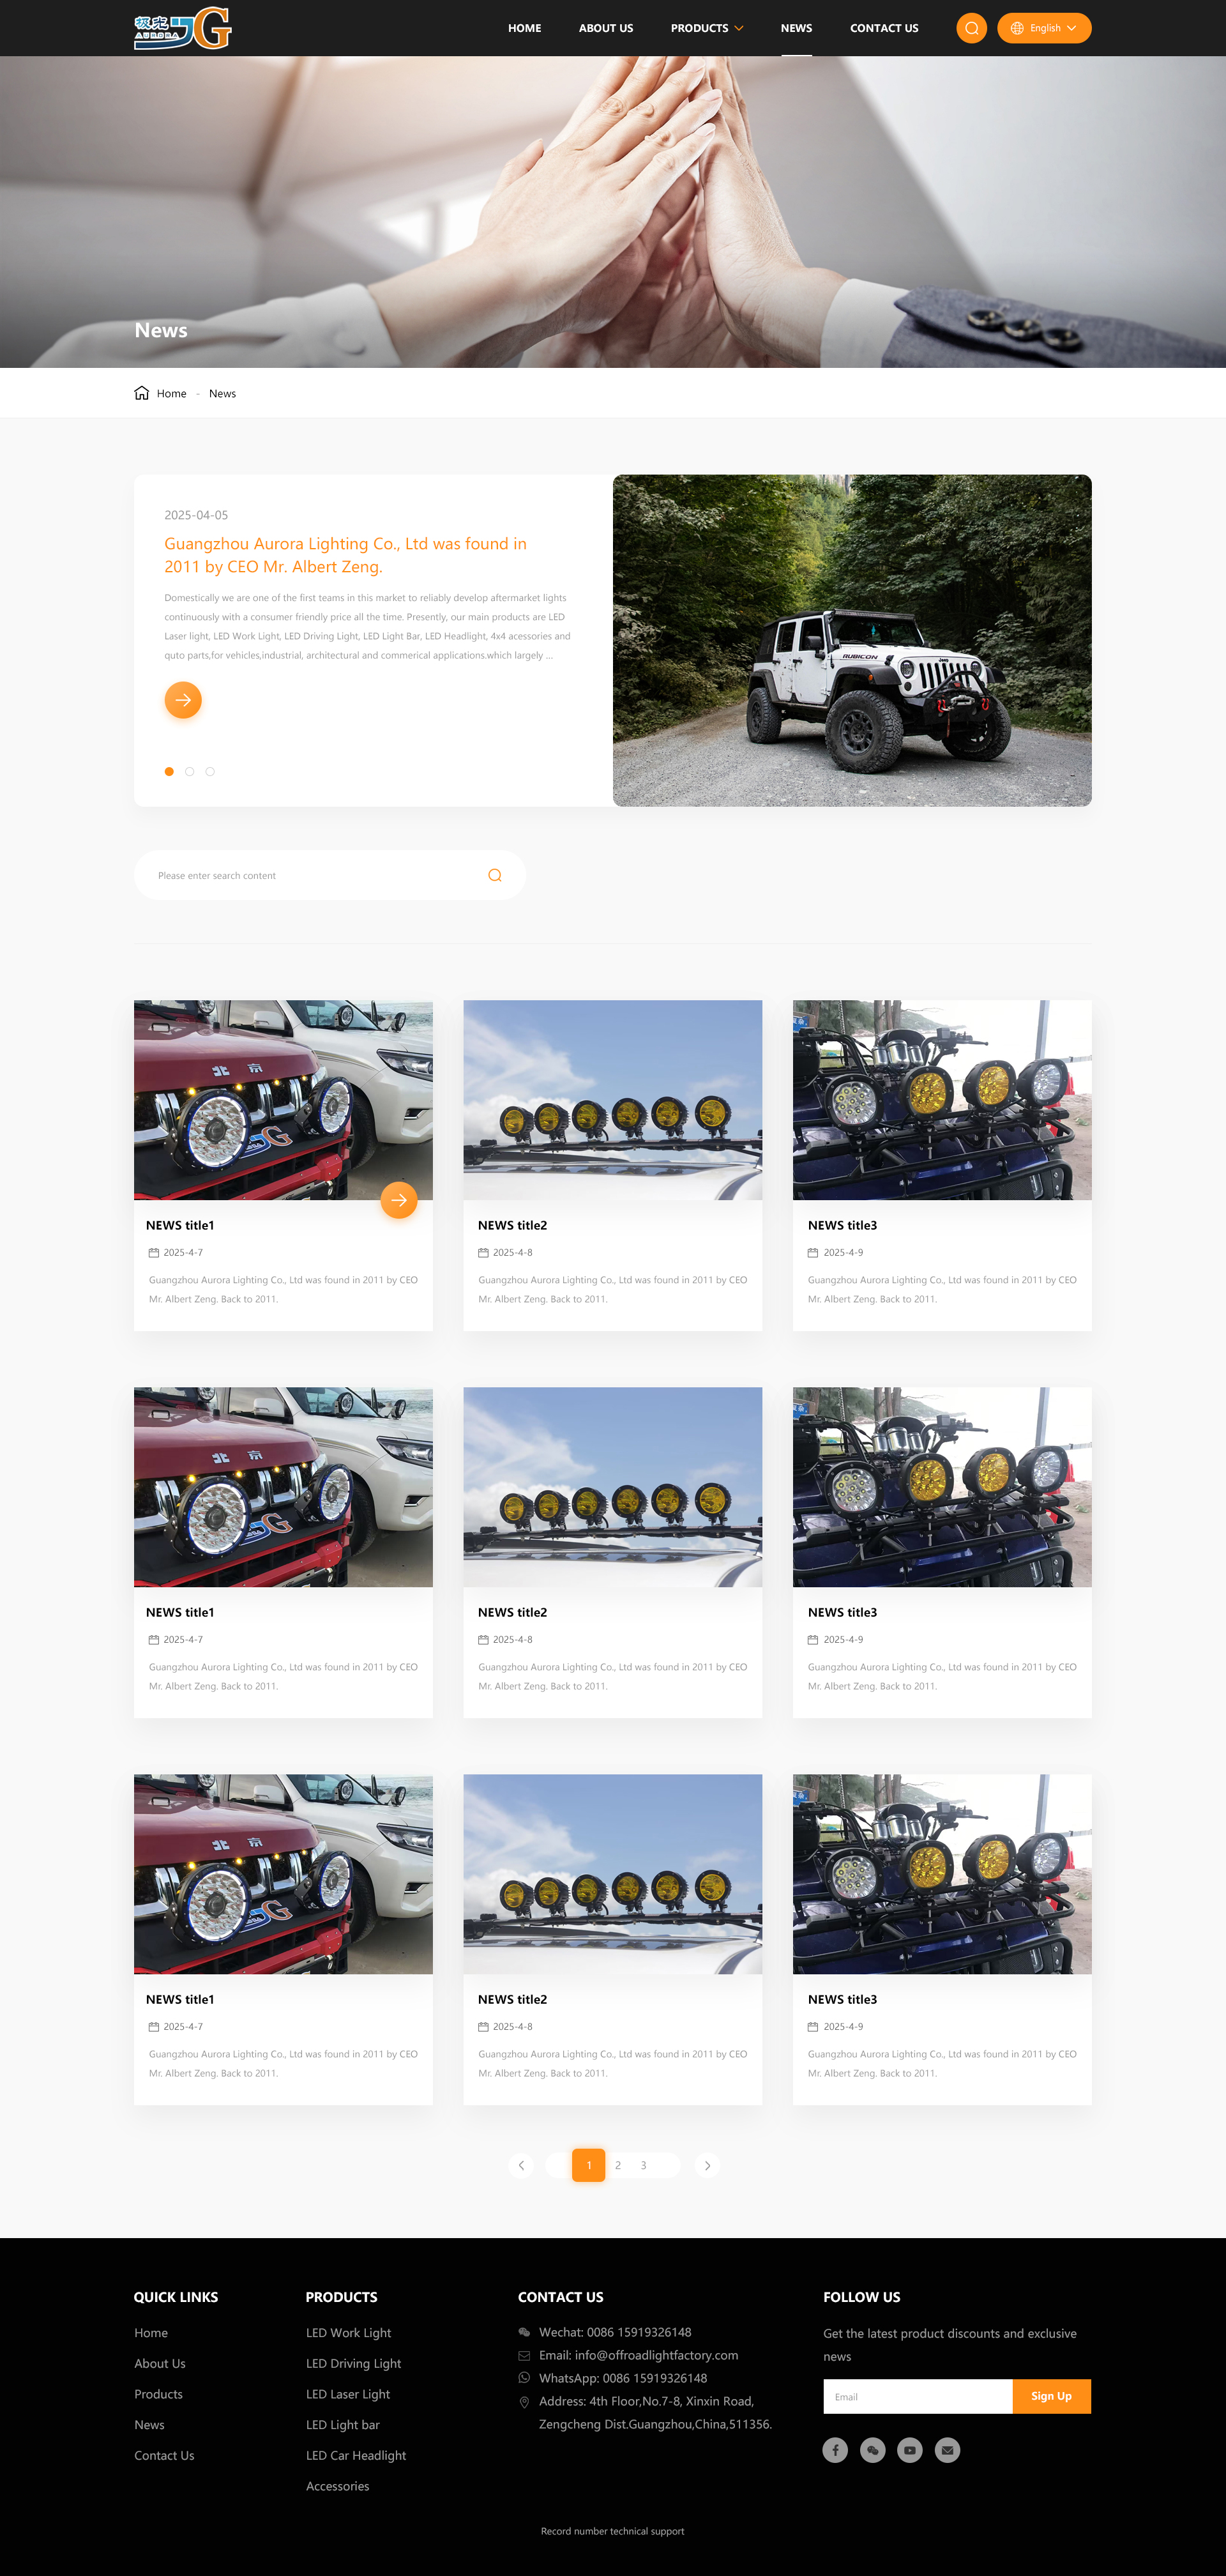 极光
AURORA
JG
HOME
ABOUT US
PRODUCTS
NEWS
CONTACT US
English
News
Home - News
2025-04-05
Guangzhou Aurora Lighting Co., Ltd was found in
2011 by CEO Mr. Albert Zeng.
Domestically we are one of the first teams in this market to reliably develop aftermarket lights
continuously with a consumer friendly price all the time. Presently, our main products are LED
Laser light, LED Work Light, LED Driving Light, LED Light Bar, LED Headlight, 4x4 acessories and
quto parts,for vehicles,industrial, architectural and commerical applications.which largely ...
RUBICON
Jeep
Please enter search content
北京
NEWS title1
2025-4-7
Guangzhou Aurora Lighting Co., Ltd was found in 2011 by CEO
Mr. Albert Zeng. Back to 2011.
NEWS title2
2025-4-8
Guangzhou Aurora Lighting Co., Ltd was found in 2011 by CEO
Mr. Albert Zeng. Back to 2011.
NEWS title3
2025-4-9
Guangzhou Aurora Lighting Co., Ltd was found in 2011 by CEO
Mr. Albert Zeng. Back to 2011.
北京
NEWS title1
2025-4-7
Guangzhou Aurora Lighting Co., Ltd was found in 2011 by CEO
Mr. Albert Zeng. Back to 2011.
NEWS title2
2025-4-8
Guangzhou Aurora Lighting Co., Ltd was found in 2011 by CEO
Mr. Albert Zeng. Back to 2011.
NEWS title3
2025-4-9
Guangzhou Aurora Lighting Co., Ltd was found in 2011 by CEO
Mr. Albert Zeng. Back to 2011.
北京
NEWS title1
2025-4-7
Guangzhou Aurora Lighting Co., Ltd was found in 2011 by CEO
Mr. Albert Zeng. Back to 2011.
NEWS title2
2025-4-8
Guangzhou Aurora Lighting Co., Ltd was found in 2011 by CEO
Mr. Albert Zeng. Back to 2011.
NEWS title3
2025-4-9
Guangzhou Aurora Lighting Co., Ltd was found in 2011 by CEO
Mr. Albert Zeng. Back to 2011.
1 2 3
QUICK LINKS
Home
About Us
Products
News
Contact Us
PRODUCTS
LED Work Light
LED Driving Light
LED Laser Light
LED Light bar
LED Car Headlight
Accessories
CONTACT US
Wechat: 0086 15919326148
Email: info@offroadlightfactory.com
WhatsApp: 0086 15919326148
Address: 4th Floor,No.7-8, Xinxin Road,
Zengcheng Dist.Guangzhou,China,511356.
FOLLOW US
Get the latest product discounts and exclusive
news
Email
Sign Up
Record number technical support